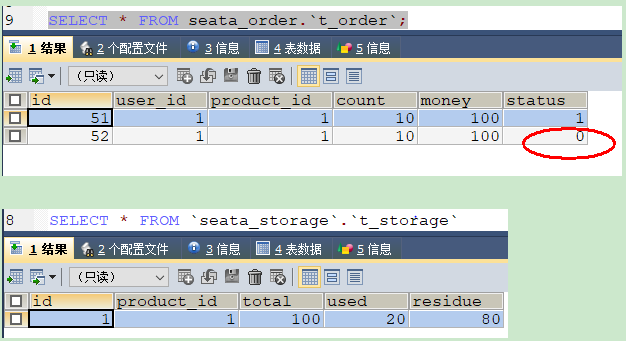 9 SELECT * FROM seata_order.`t_order`;
1 结果 2 个配置文件 3 信息 4 表数据 5 信息
(只读)
id user_id product_id count money status
51 1 1 10 100 1
52 1 1 10 100 0
8 SELECT * FROM `seata_storage`.`t_storage`
1 结果 2 个配置文件 3 信息 4 表数据 5 信息
(只读)
id product_id total used residue
1 1 100 20 80